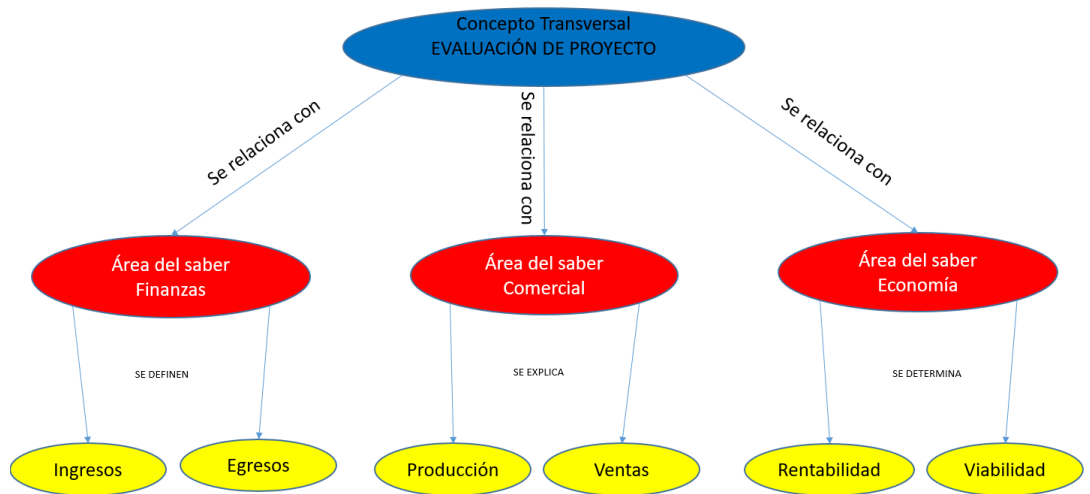 Concepto Transversal
EVALUACIÓN DE PROYECTO
Se relaciona con
Se relaciona con
Se relaciona con
Área del saber
Finanzas
Área del saber
Comercial
Área del saber
Economía
SE DEFINEN
SE EXPLICA
SE DETERMINA
Ingresos
Egresos
Producción
Ventas
Rentabilidad
Viabilidad